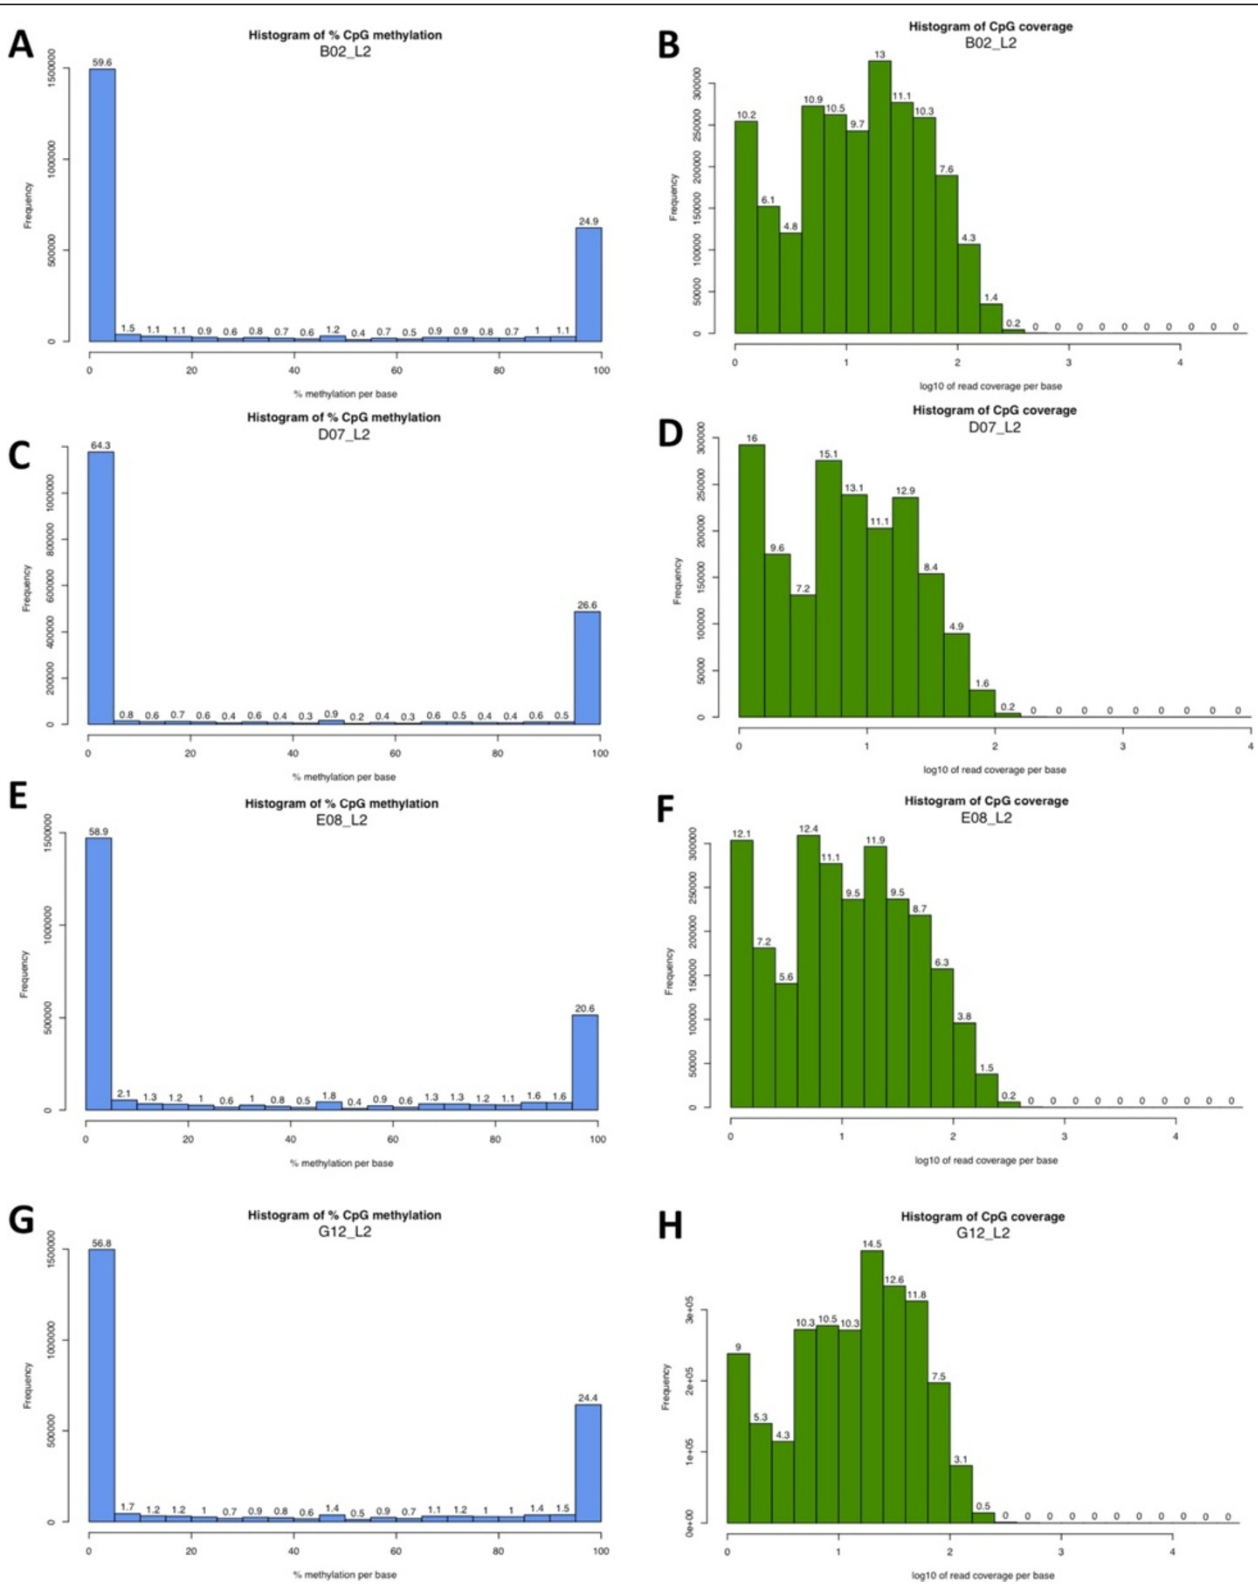 A
Histogram of % CpG methylation
B02_L2
59.6 1.5 1.1 1.1 0.9 0.6 0.8 0.7 0.6 1.2 0.4 0.7 0.5 0.9 0.9 0.8 0.7 1 1.1 24.9
Frequency
0 500000 1000000 1500000
0 20 40 60 80 100
% methylation per base
B
Histogram of CpG coverage
B02_L2
10.2 6.1 4.8 10.9 10.5 9.7 13 11.1 10.3 7.6 4.3 1.4 0.2 0 0 0 0 0 0 0 0 0 0
Frequency
0 50000 100000 150000 200000 250000 300000
0 1 2 3 4
log10 of read coverage per base
C
Histogram of % CpG methylation
D07_L2
64.3 0.8 0.6 0.7 0.6 0.4 0.6 0.4 0.3 0.9 0.2 0.4 0.3 0.6 0.5 0.4 0.4 0.6 0.5 26.6
Frequency
0 200000 400000 600000 800000 1000000
0 20 40 60 80 100
% methylation per base
D
Histogram of CpG coverage
D07_L2
16 9.6 7.2 15.1 13.1 11.1 12.9 8.4 4.9 1.6 0.2 0 0 0 0 0 0 0 0 0
Frequency
0 50000 100000 150000 200000 250000 300000
0 1 2 3 4
log10 of read coverage per base
E
Histogram of % CpG methylation
E08_L2
58.9 2.1 1.3 1.2 1 0.6 1 0.8 0.5 1.8 0.4 0.9 0.6 1.3 1.3 1.2 1.1 1.6 1.6 20.6
Frequency
0 500000 1000000 1500000
0 20 40 60 80 100
% methylation per base
F
Histogram of CpG coverage
E08_L2
12.1 7.2 5.6 12.4 11.1 9.5 11.9 9.5 8.7 6.3 3.8 1.5 0.2 0 0 0 0 0 0 0 0 0 0
Frequency
0 50000 100000 150000 200000 250000 300000
0 1 2 3 4
log10 of read coverage per base
G
Histogram of % CpG methylation
G12_L2
56.8 1.7 1.2 1.2 1 0.7 0.9 0.8 0.6 1.4 0.5 0.9 0.7 1.1 1.2 1 1 1.4 1.5 24.4
Frequency
0 500000 1000000 1500000
0 20 40 60 80 100
% methylation per base
H
Histogram of CpG coverage
G12_L2
9 5.3 4.3 10.3 10.5 10.3 14.5 12.6 11.8 7.5 3.1 0.5 0 0 0 0 0 0 0 0 0 0 0
Frequency
0e+00 1e+05 2e+05 3e+05
0 1 2 3 4
log10 of read coverage per base